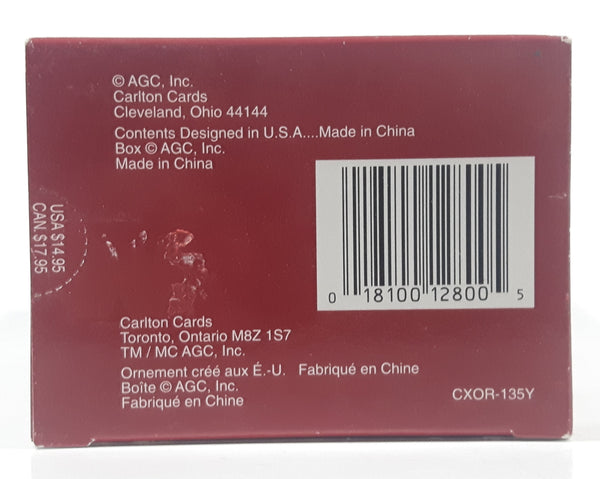 © AGC, Inc.
Carlton Cards
Cleveland, Ohio 44144
Contents Designed in U.S.A....Made in China
Box © AGC, Inc.
Made in China
USA $14.95
CAN.$17.95
0 18100 12800 5
Carlton Cards
Toronto, Ontario M8Z 1S7
TM / MC AGC, Inc.
Ornement créé aux É.-U. Fabriqué en Chine
Boîte © AGC, Inc.
Fabriqué en Chine
CXOR-135Y